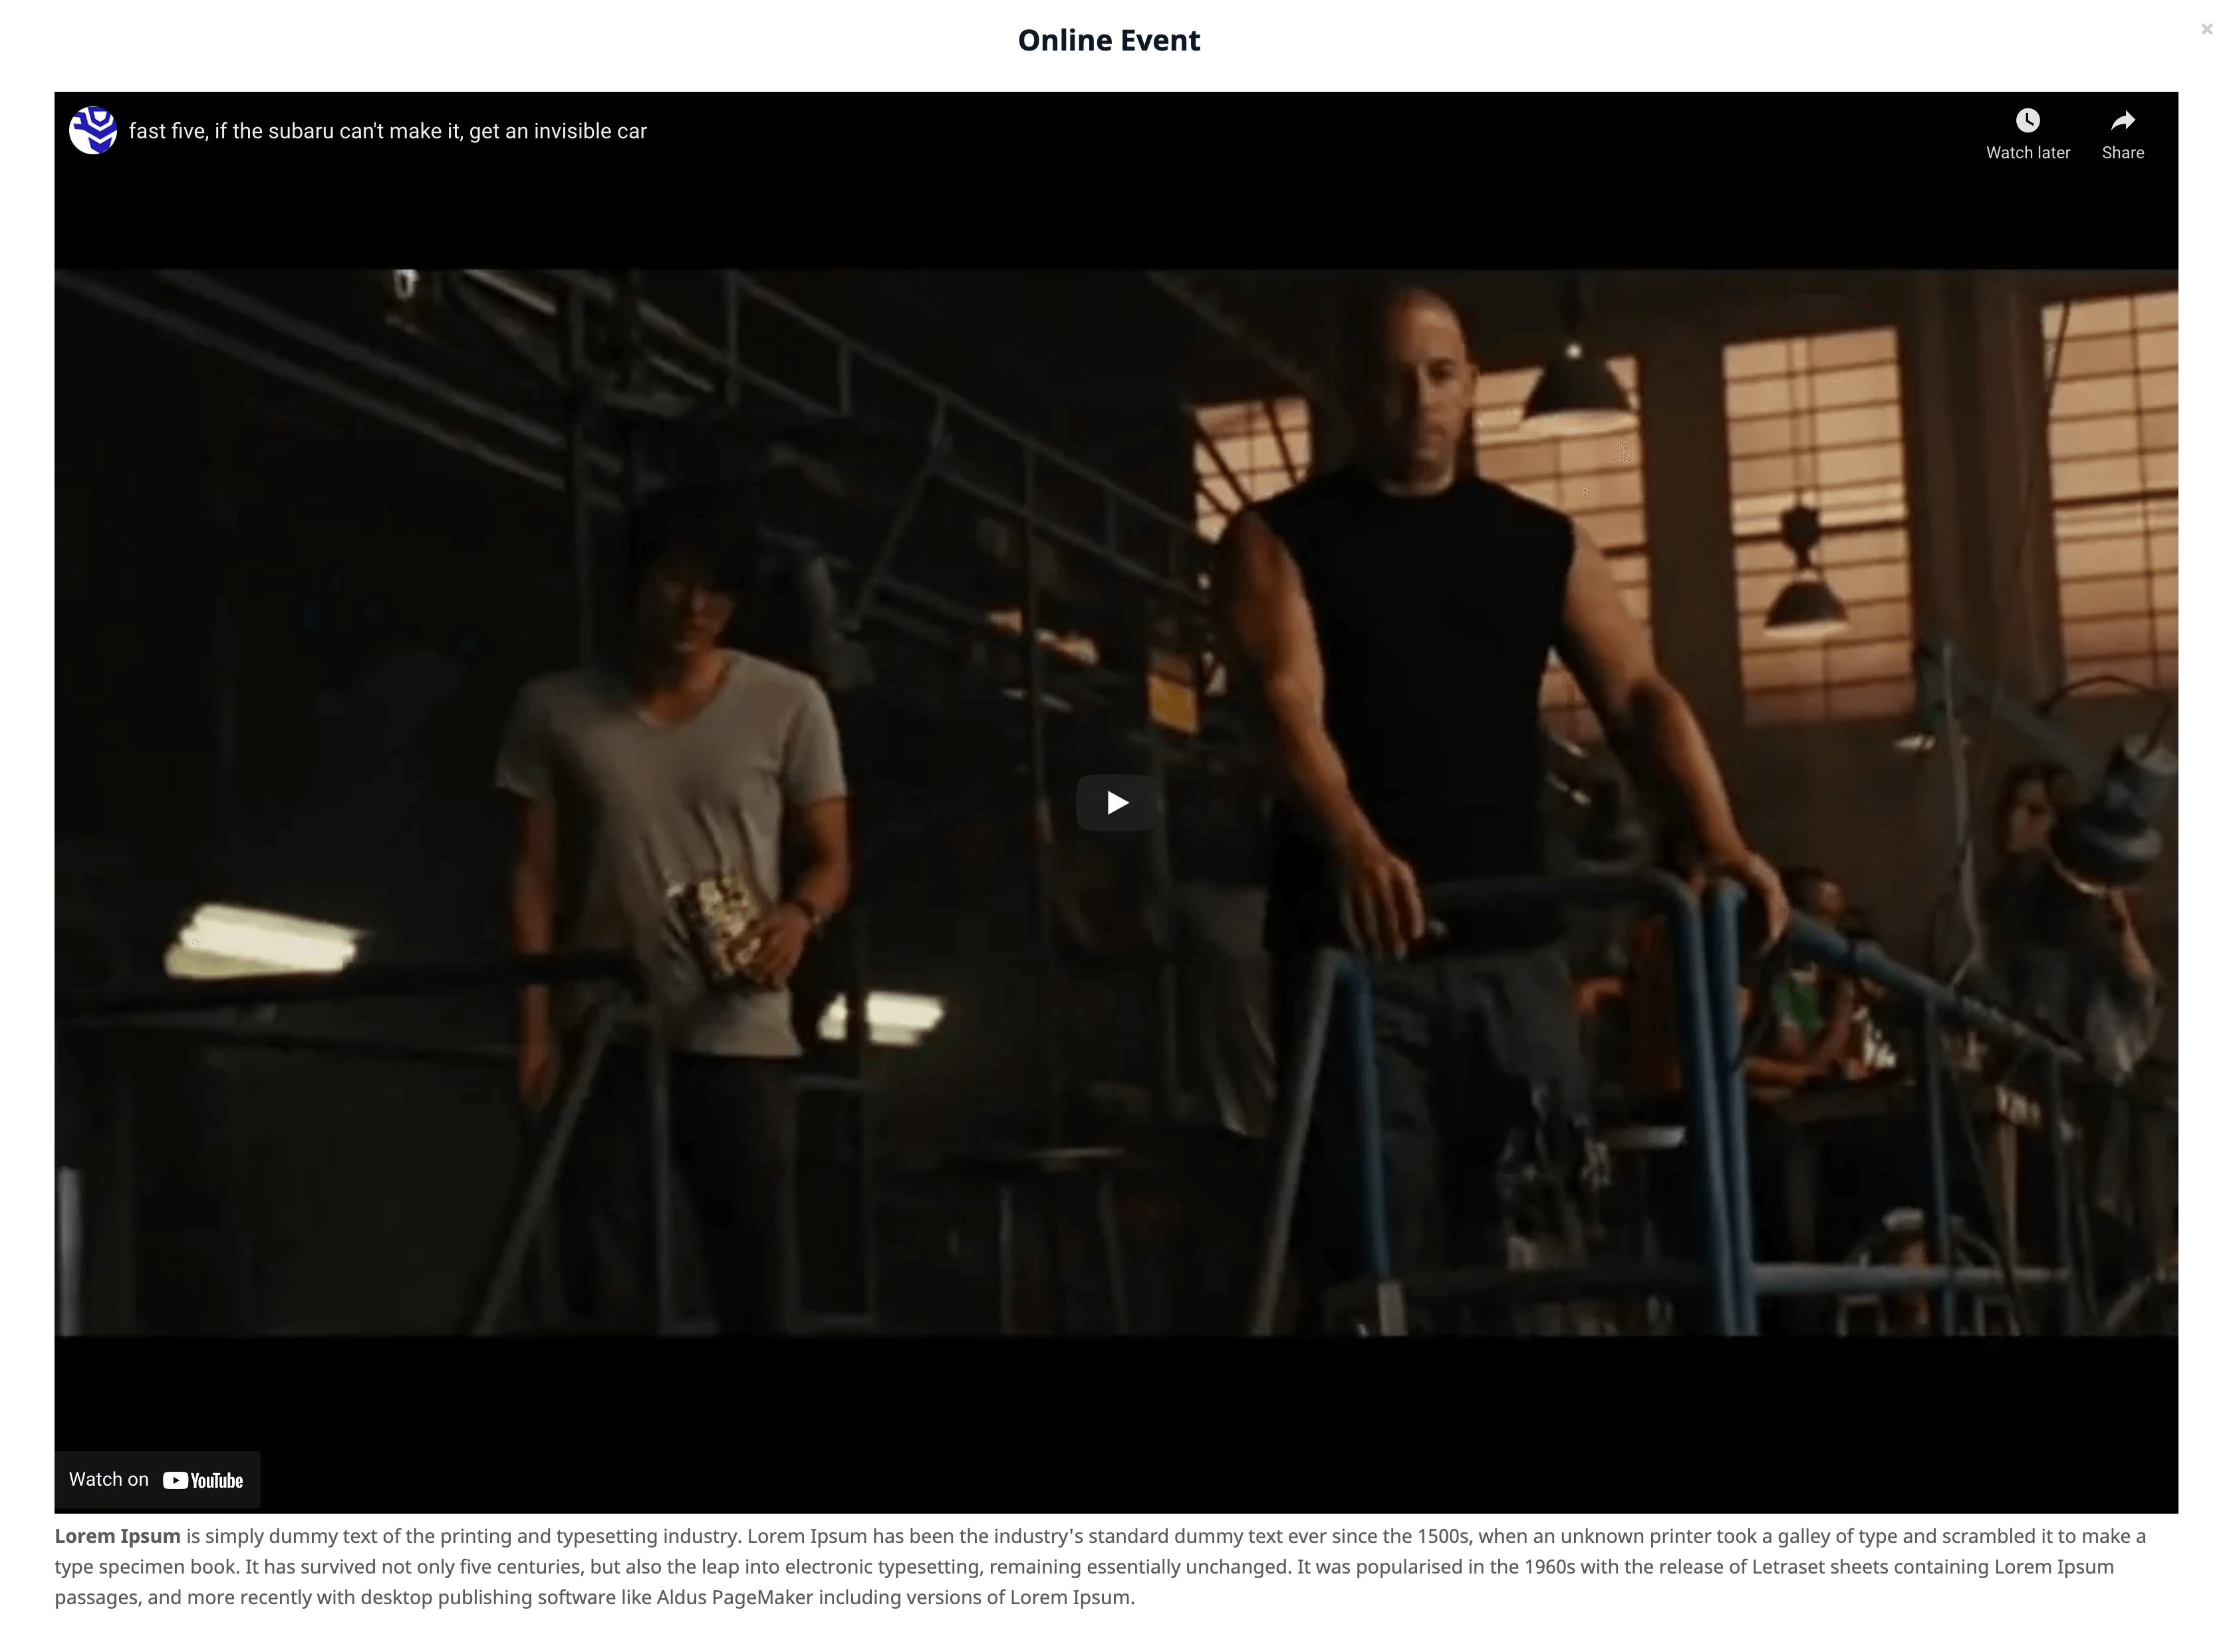 Online Event
×
fast five, if the subaru can't make it, get an invisible car
Watch later
Share
Watch on YouTube
Lorem Ipsum is simply dummy text of the printing and typesetting industry. Lorem Ipsum has been the industry's standard dummy text ever since the 1500s, when an unknown printer took a galley of type and scrambled it to make a
type specimen book. It has survived not only five centuries, but also the leap into electronic typesetting, remaining essentially unchanged. It was popularised in the 1960s with the release of Letraset sheets containing Lorem Ipsum
passages, and more recently with desktop publishing software like Aldus PageMaker including versions of Lorem Ipsum.